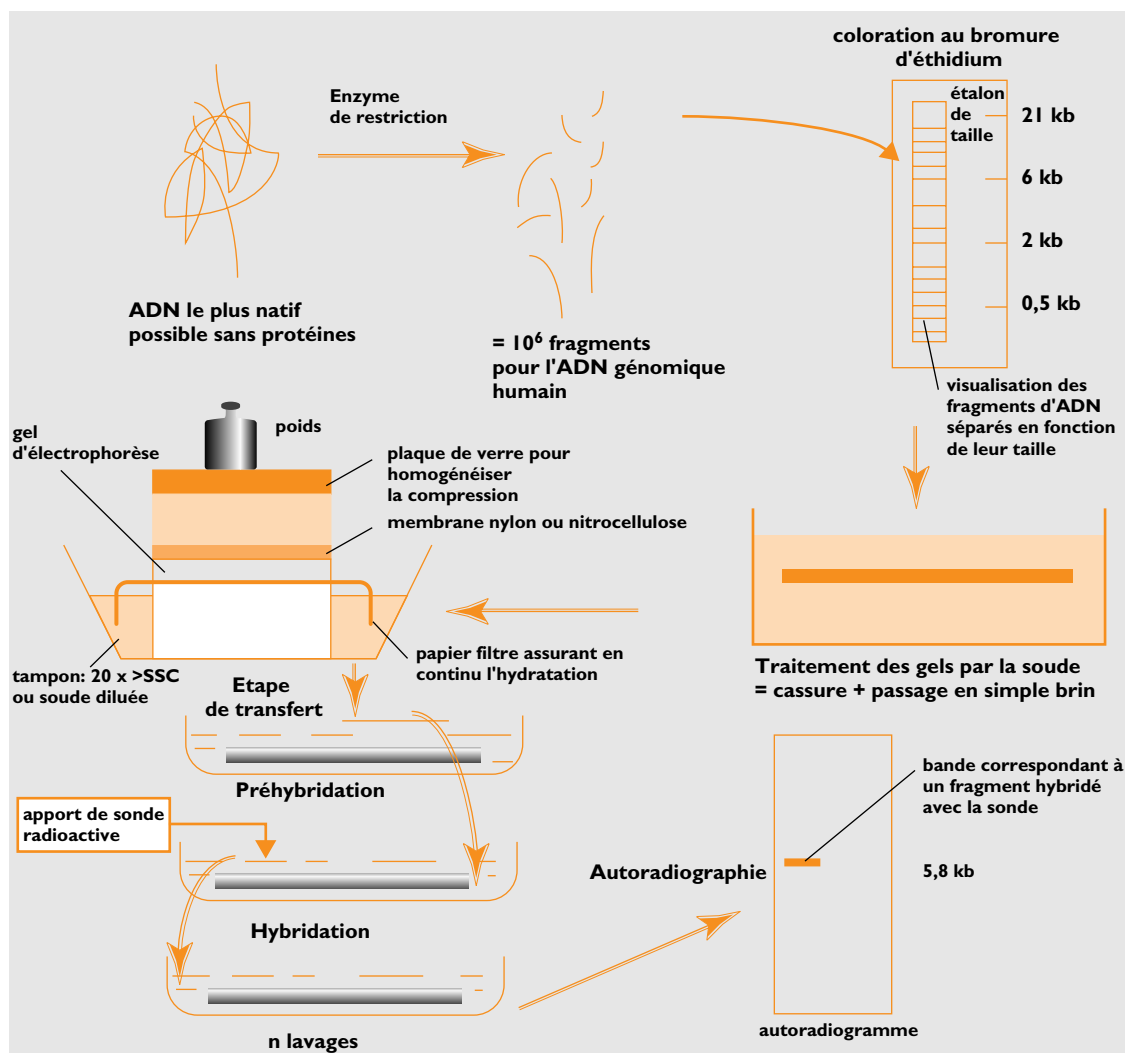 coloration au bromure
d'éthidium
Enzyme
de restriction
étalon
de
taille
21 kb
6 kb
2 kb
0,5 kb
ADN le plus natif
possible sans protéines
= 10⁶ fragments
pour l'ADN génomique
humain
visualisation des
fragments d'ADN
séparés en fonction
de leur taille
gel
d'électrophorèse
poids
plaque de verre pour
homogénéiser
la compression
membrane nylon ou nitrocellulose
papier filtre assurant en
continu l'hydratation
tampon: 20 x >SSC
ou soude diluée
Traitement des gels par la soude
= cassure + passage en simple brin
Etape
de transfert
Préhybridation
apport de sonde
radioactive
Hybridation
n lavages
Autoradiographie
bande correspondant à
un fragment hybridé
avec la sonde
5,8 kb
autoradiogramme